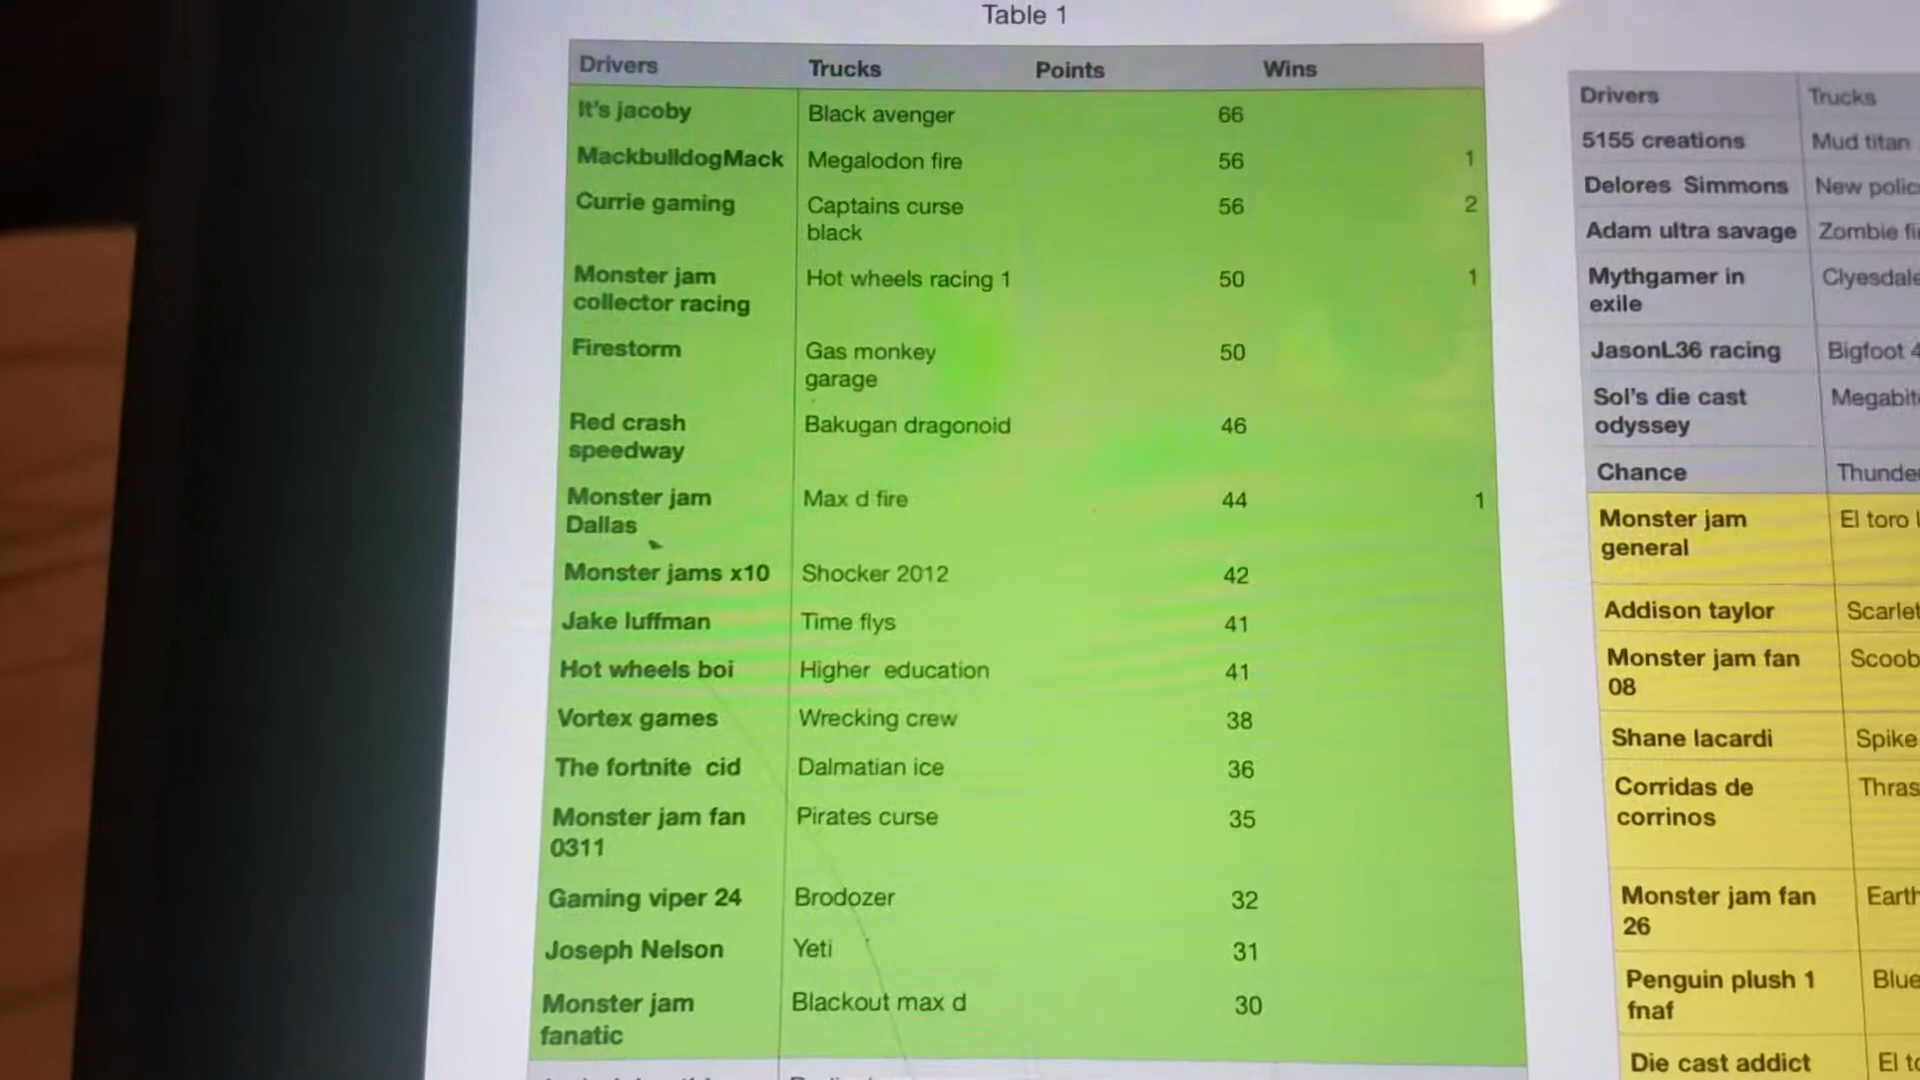 Table 1
Drivers Trucks Points Wins
It's jacoby Black avenger 66
MackbulldogMack Megalodon fire 56 1
Currie gaming Captains curse 56 2
black
Monster jam Hot wheels racing 1 50 1
collector racing
Firestorm Gas monkey 50
garage
Red crash Bakugan dragonoid 46
speedway
Monster jam Max d fire 44 1
Dallas
Monster jams x10 Shocker 2012 42
Jake luffman Time flys 41
Hot wheels boi Higher education 41
Vortex games Wrecking crew 38
The fortnite cid Dalmatian ice 36
Monster jam fan Pirates curse 35
0311
Gaming viper 24 Brodozer 32
Joseph Nelson Yeti 31
Monster jam Blackout max d 30
fanatic
Drivers Trucks
5155 creations Mud titan
Delores Simmons New
Adam ultra savage Zombie
Mythgamer in
exile
JasonL36 racing Bigfoot
Sol's die cast
odyssey
Chance
Monster jam El toro
general
Addison taylor
Monster jam fan
08
Shane lacardi Spike
Corridas de
corrinos
Monster jam fan
26
Penguin plush 1
fnaf
Die cast addict El